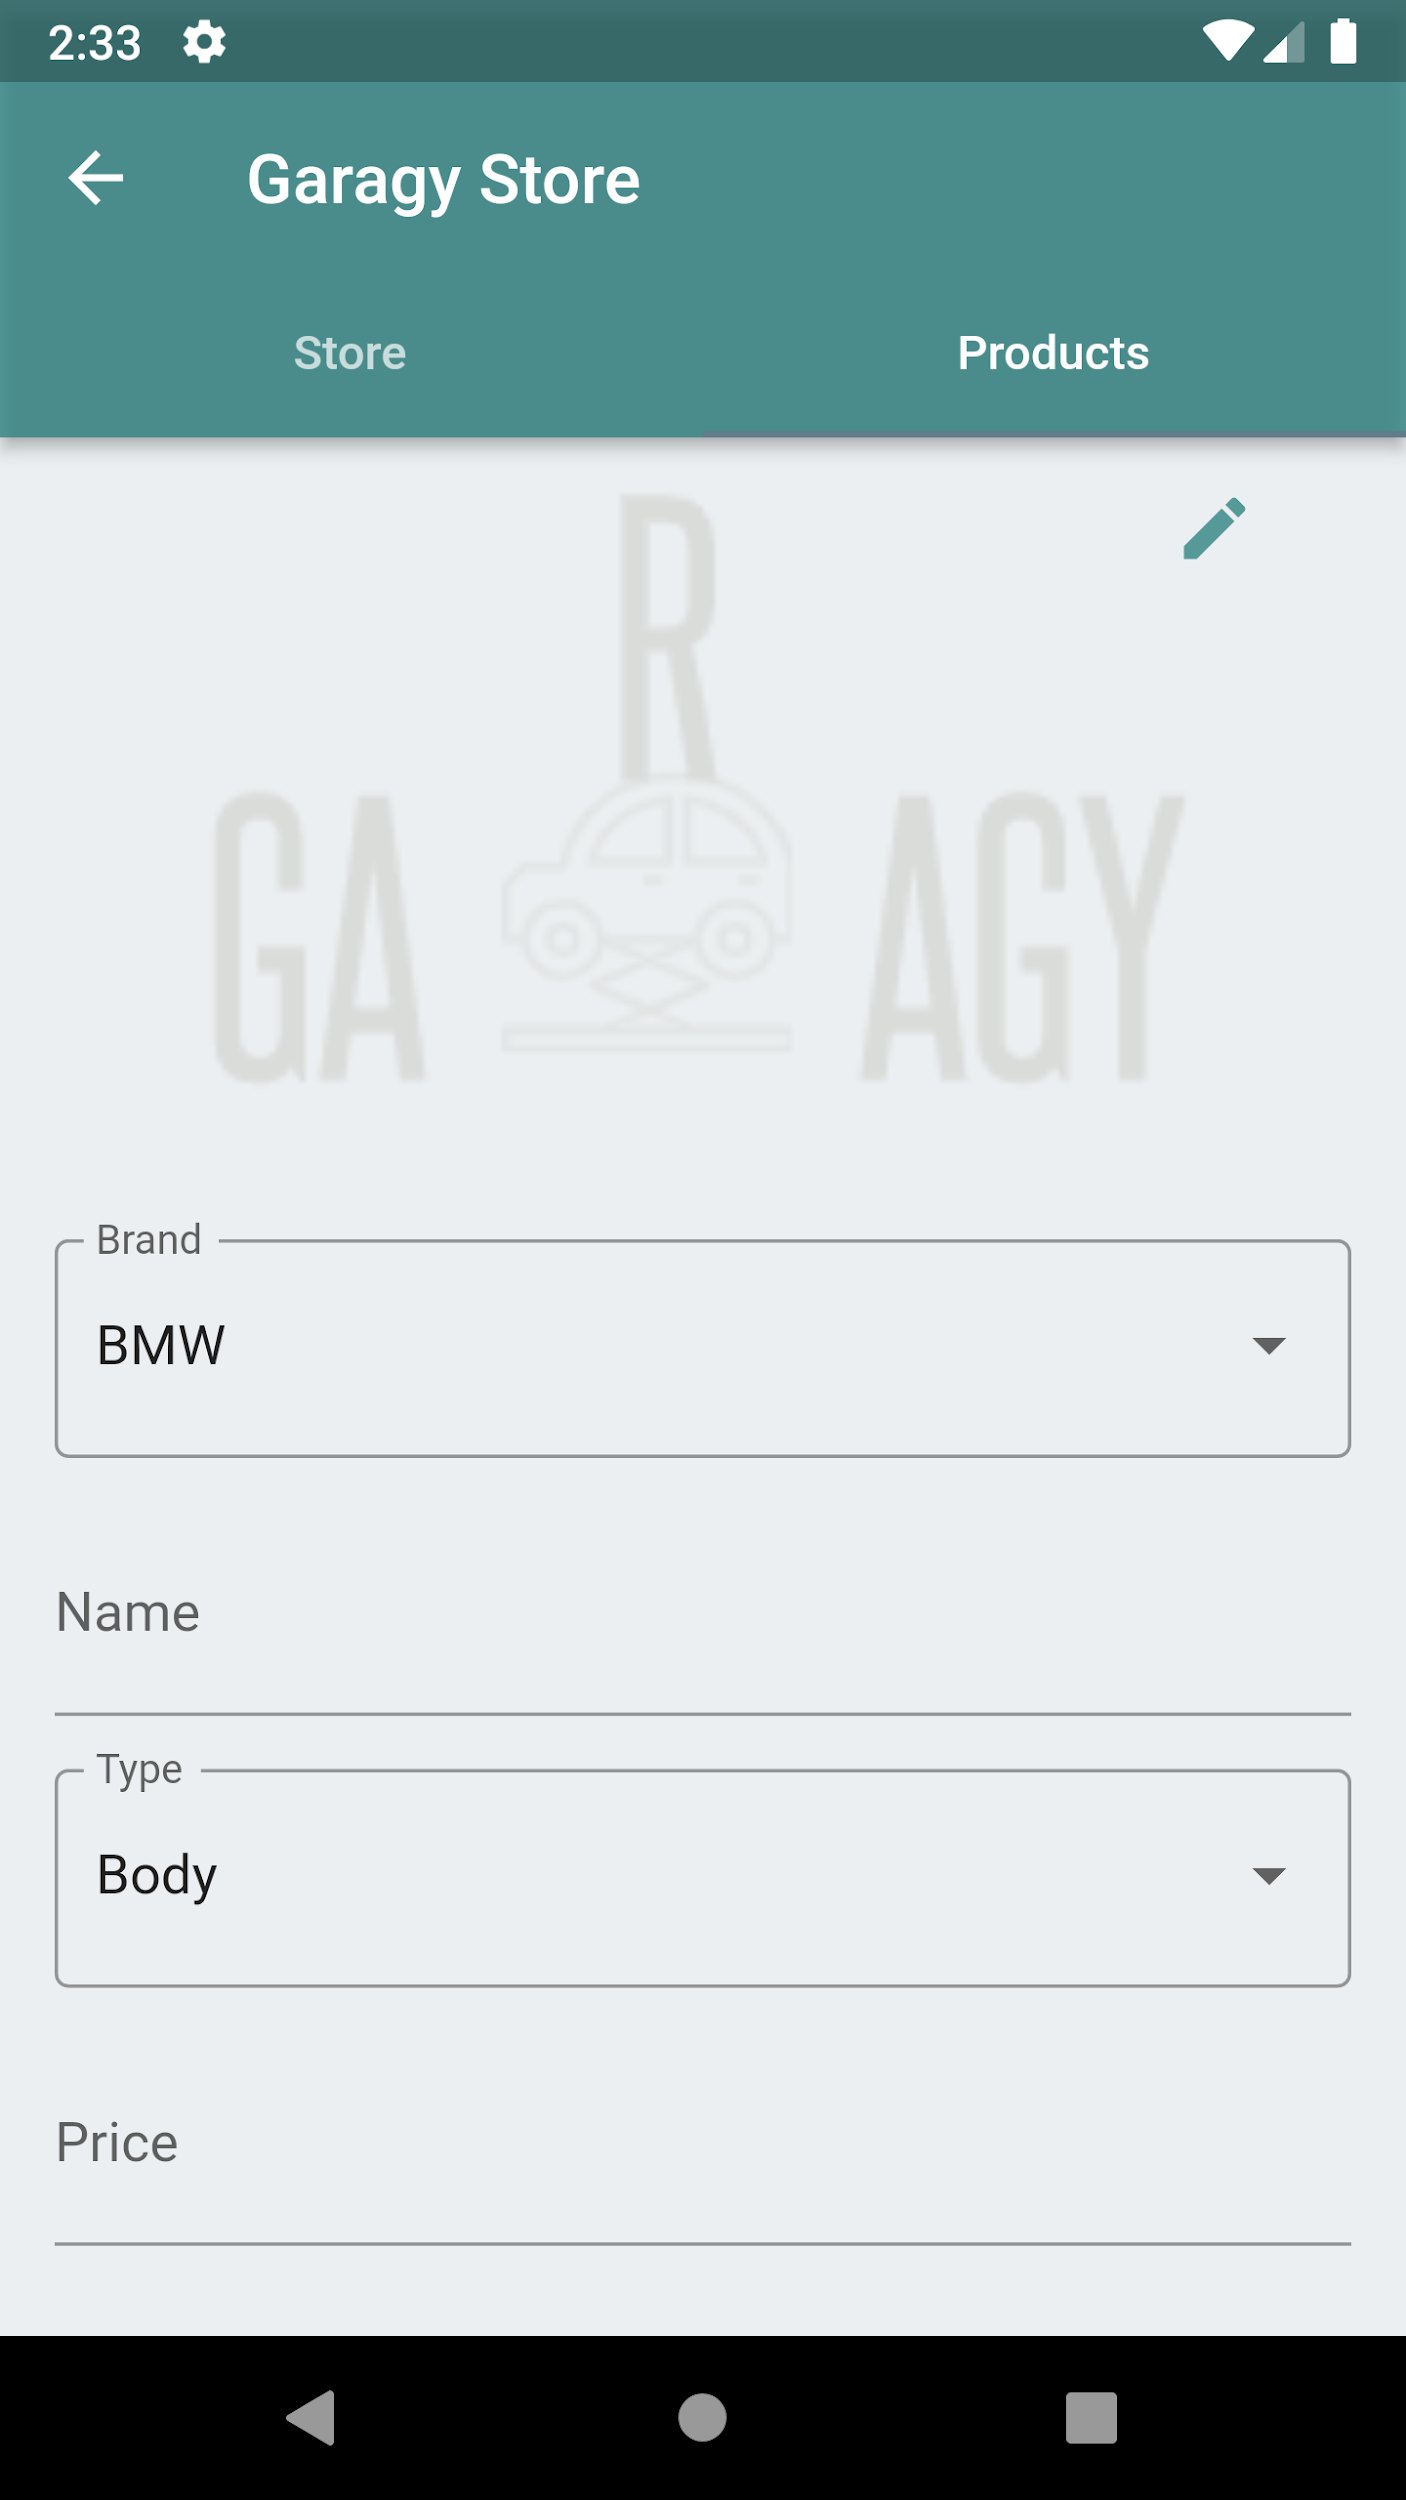 2:33
Garagy Store
Store Products
R
GA AGY
Brand
BMW
Name
Type
Body
Price